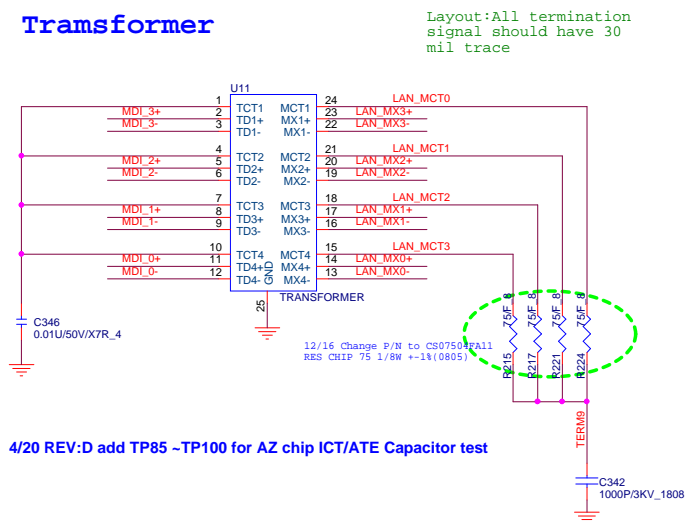 Tramsformer
Layout:All termination
signal should have 30
mil trace
U11
1 TCT1 MCT1 24 LAN_MCT0
MDI_3+ 2 TD1+ MX1+ 23 LAN_MX3+
MDI_3- 3 TD1- MX1- 22 LAN_MX3-
4 TCT2 MCT2 21 LAN_MCT1
MDI_2+ 5 TD2+ MX2+ 20 LAN_MX2+
MDI_2- 6 TD2- MX2- 19 LAN_MX2-
7 TCT3 MCT3 18 LAN_MCT2
MDI_1+ 8 TD3+ MX3+ 17 LAN_MX1+
MDI_1- 9 TD3- MX3- 16 LAN_MX1-
10 TCT4 MCT4 15 LAN_MCT3
MDI_0+ 11 TD4+ MX4+ 14 LAN_MX0+
MDI_0- 12 TD4- MX4- 13 LAN_MX0-
GND
25
TRANSFORMER
C346
0.01U/50V/X7R_4
75/F_8 75/F_8 75/F_8 75/F_8
R215 R217 R221 R224
12/16 Change P/N to CS07504FA11
RES CHIP 75 1/8W +-1%(0805)
TERM9
4/20 REV:D add TP85 ~TP100 for AZ chip ICT/ATE Capacitor test
C342
1000P/3KV_1808